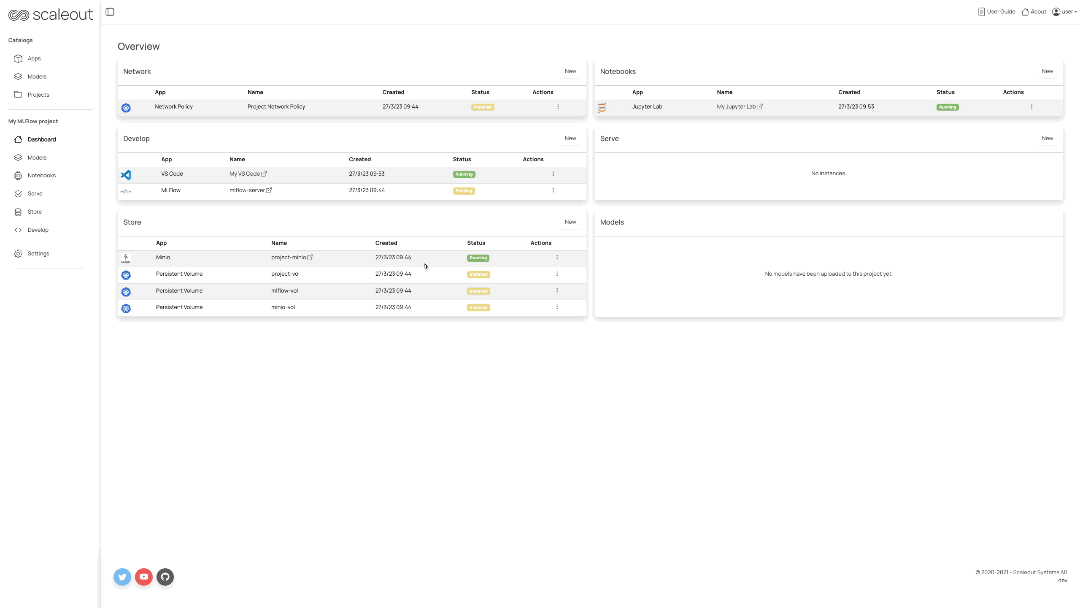 scaleout
User Guide
About
user
Catalogs
Apps
Models
Projects
My MLFlow project
Dashboard
Models
Notebooks
Serve
Store
Develop
Settings
Overview
Network
New
App Name Created Status Actions
Network Policy Project Network Policy 27/3/23 09:44
Develop
New
App Name Created Status Actions
VS Code My VS Code 27/3/23 09:53 Running
MLFlow mlflow-server 27/3/23 09:44
Store
New
App Name Created Status Actions
Minio project-minio 27/3/23 09:44 Running
Persistent Volume project-vol 27/3/23 09:44
Persistent Volume mlflow-vol 27/3/23 09:44
Persistent Volume minio-vol 27/3/23 09:44
Notebooks
New
App Name Created Status Actions
Jupyter Lab My Jupyter Lab 27/3/23 09:53 Running
Serve
New
No instances.
Models
No models have been uploaded to this project yet.
© 2020-2021 - Scaleout Systems AB
dev